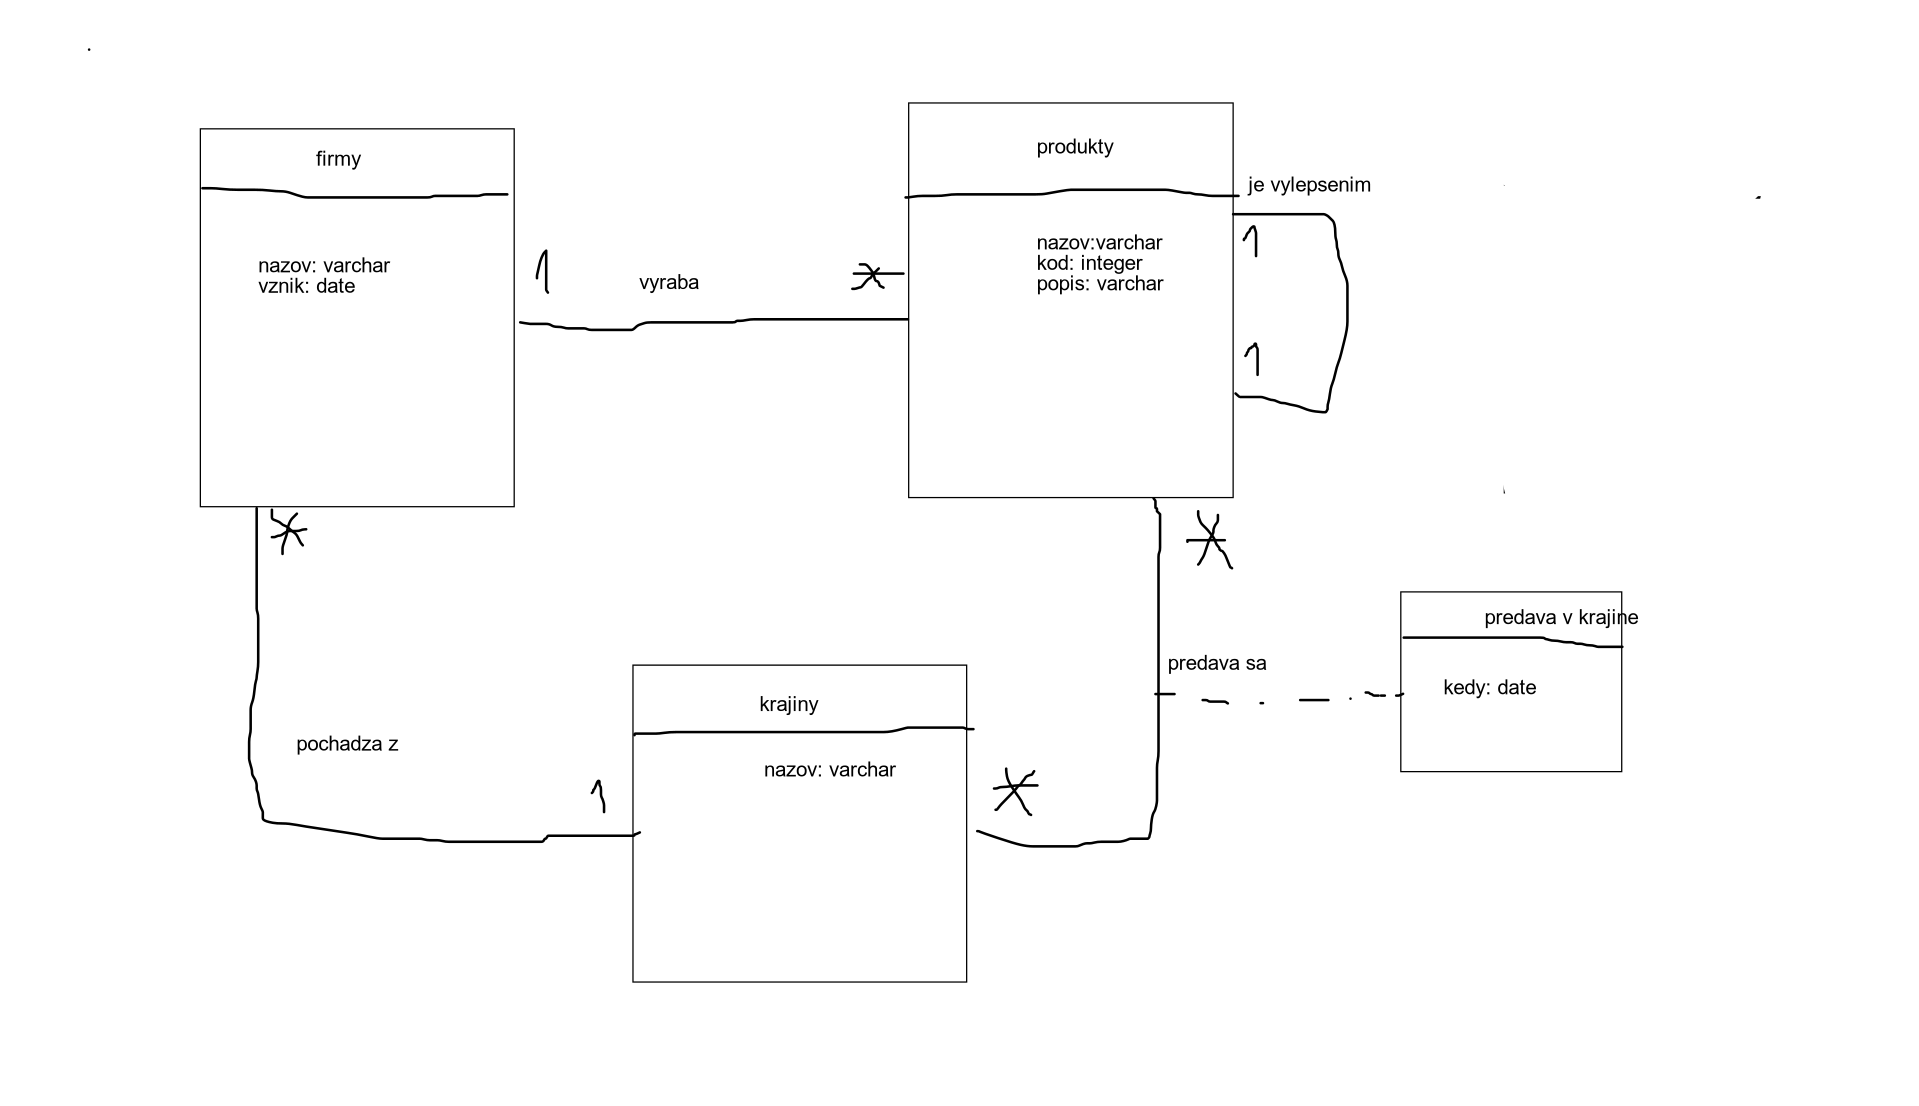 firmy
nazov: varchar
vznik: date
1
vyraba
*
produkty
nazov:varchar
kod: integer
popis: varchar
je vylepsenim
1
1
*
pochadza z
1
krajiny
nazov: varchar
*
*
predava sa
predava v krajine
kedy: date